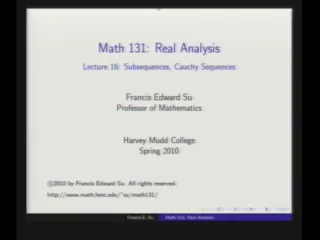 Math 131: Real Analysis
Lecture 16: Subsequences, Cauchy Sequences
Francis Edward Su
Professor of Mathematics
Harvey Mudd College
Spring 2010
©2010 by Francis Edward Su. All rights reserved.
http://www.math.hmc.edu/~su/math131/
Francis E. Su Math 131: Real Analysis